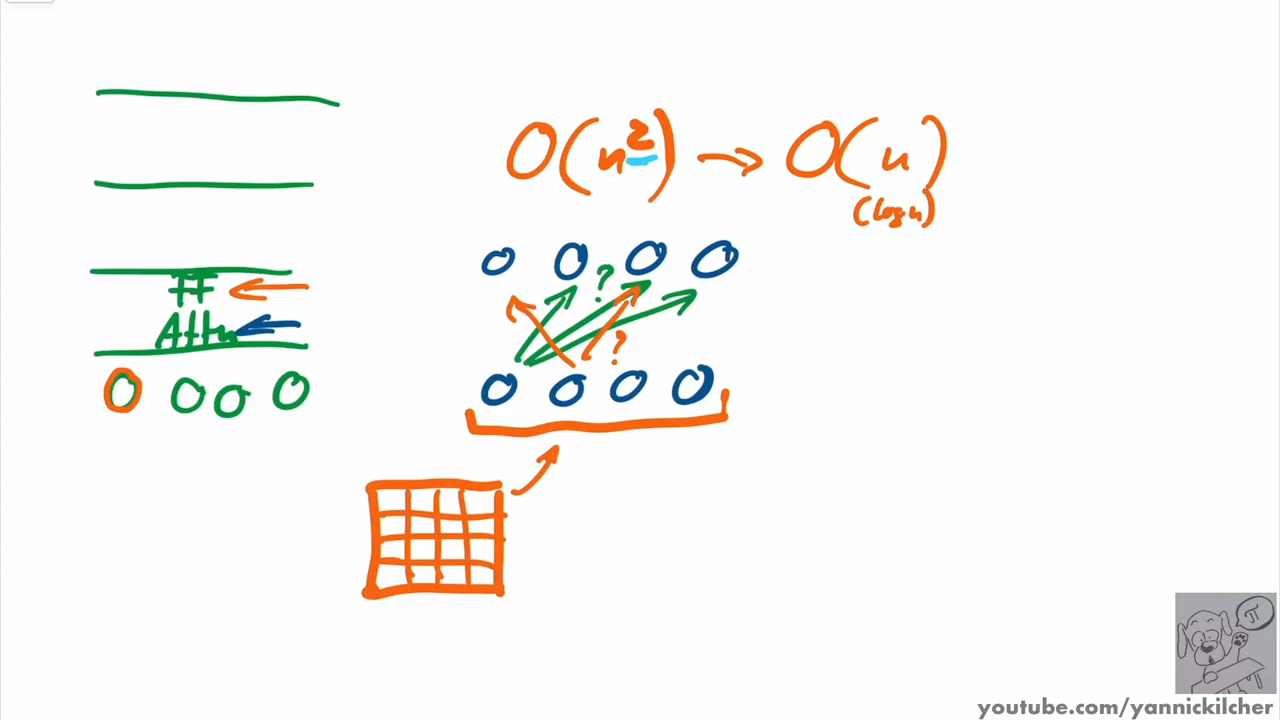 O(n²) → O(n)
(log n)
FF
Attn
?
?
π
youtube.com/yannickilcher